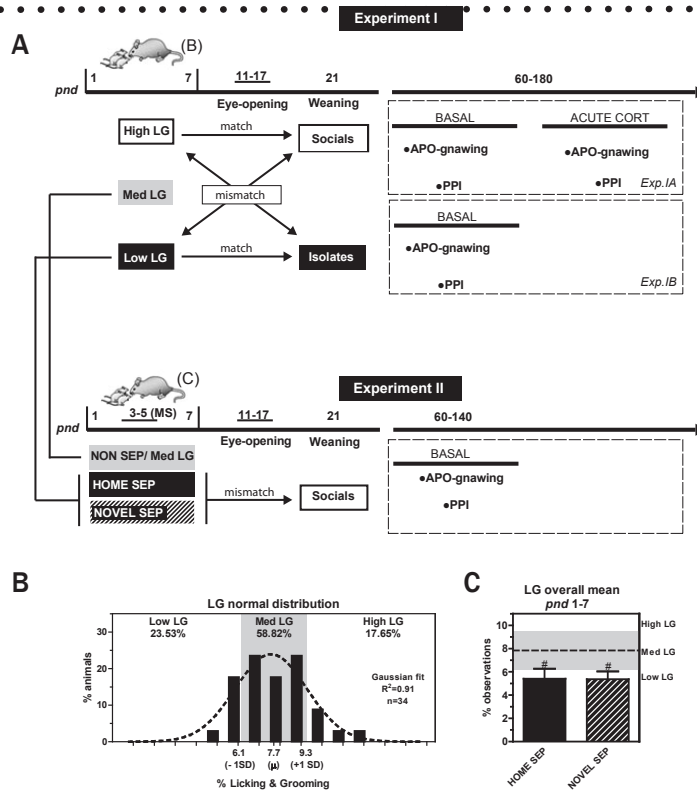 Experiment I
A
(B)
pnd 1 7 11-17 21 60-180
Eye-opening Weaning
High LG match Socials
BASAL ACUTE CORT
•APO-gnawing •APO-gnawing
•PPI •PPI Exp.IA
Med LG mismatch
BASAL
•APO-gnawing
Low LG match Isolates
•PPI Exp.IB
Experiment II
(C)
pnd 1 3-5 (MS) 7 11-17 21 60-140
Eye-opening Weaning
NON SEP/ Med LG
HOME SEP
NOVEL SEP
mismatch Socials
BASAL
•APO-gnawing
•PPI
B
LG normal distribution
Low LG Med LG High LG
23.53% 58.82% 17.65%
% animals
30
20
10
0
Gaussian fit
R²=0.91
n=34
6.1 7.7 9.3
(- 1SD) (μ) (+1 SD)
% Licking & Grooming
C
LG overall mean
pnd 1-7
% observations
10
8
6
4
2
0
High LG
Med LG
Low LG
# #
HOME SEP NOVEL SEP